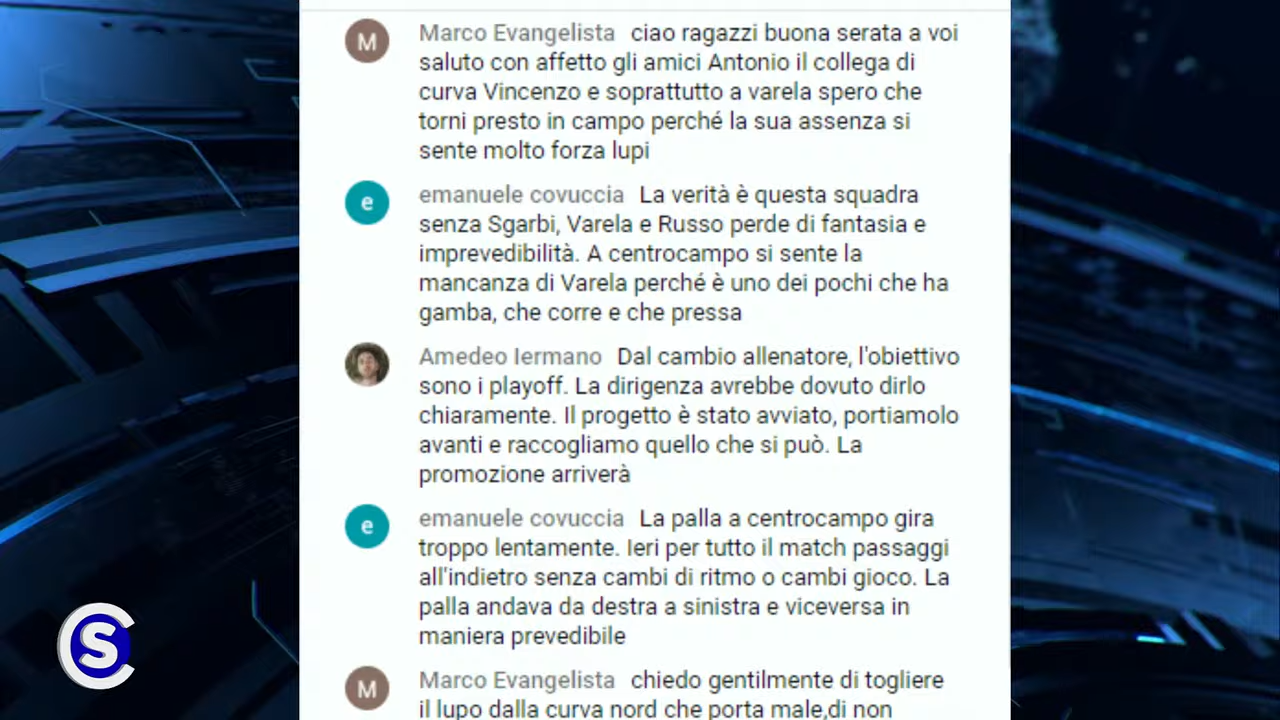 M
Marco Evangelista ciao ragazzi buona serata a voi
saluto con affetto gli amici Antonio il collega di
curva Vincenzo e soprattutto a varela spero che
torni presto in campo perché la sua assenza si
sente molto forza lupi
e
emanuele covuccia La verità è questa squadra
senza Sgarbi, Varela e Russo perde di fantasia e
imprevedibilità. A centrocampo si sente la
mancanza di Varela perché è uno dei pochi che ha
gamba, che corre e che pressa
Amedeo Iermano Dal cambio allenatore, l'obiettivo
sono i playoff. La dirigenza avrebbe dovuto dirlo
chiaramente. Il progetto è stato avviato, portiamolo
avanti e raccogliamo quello che si può. La
promozione arriverà
e
emanuele covuccia La palla a centrocampo gira
troppo lentamente. Ieri per tutto il match passaggi
all'indietro senza cambi di ritmo o cambi gioco. La
palla andava da destra a sinistra e viceversa in
maniera prevedibile
M
Marco Evangelista chiedo gentilmente di togliere
il lupo dalla curva nord che porta male,di non
CS